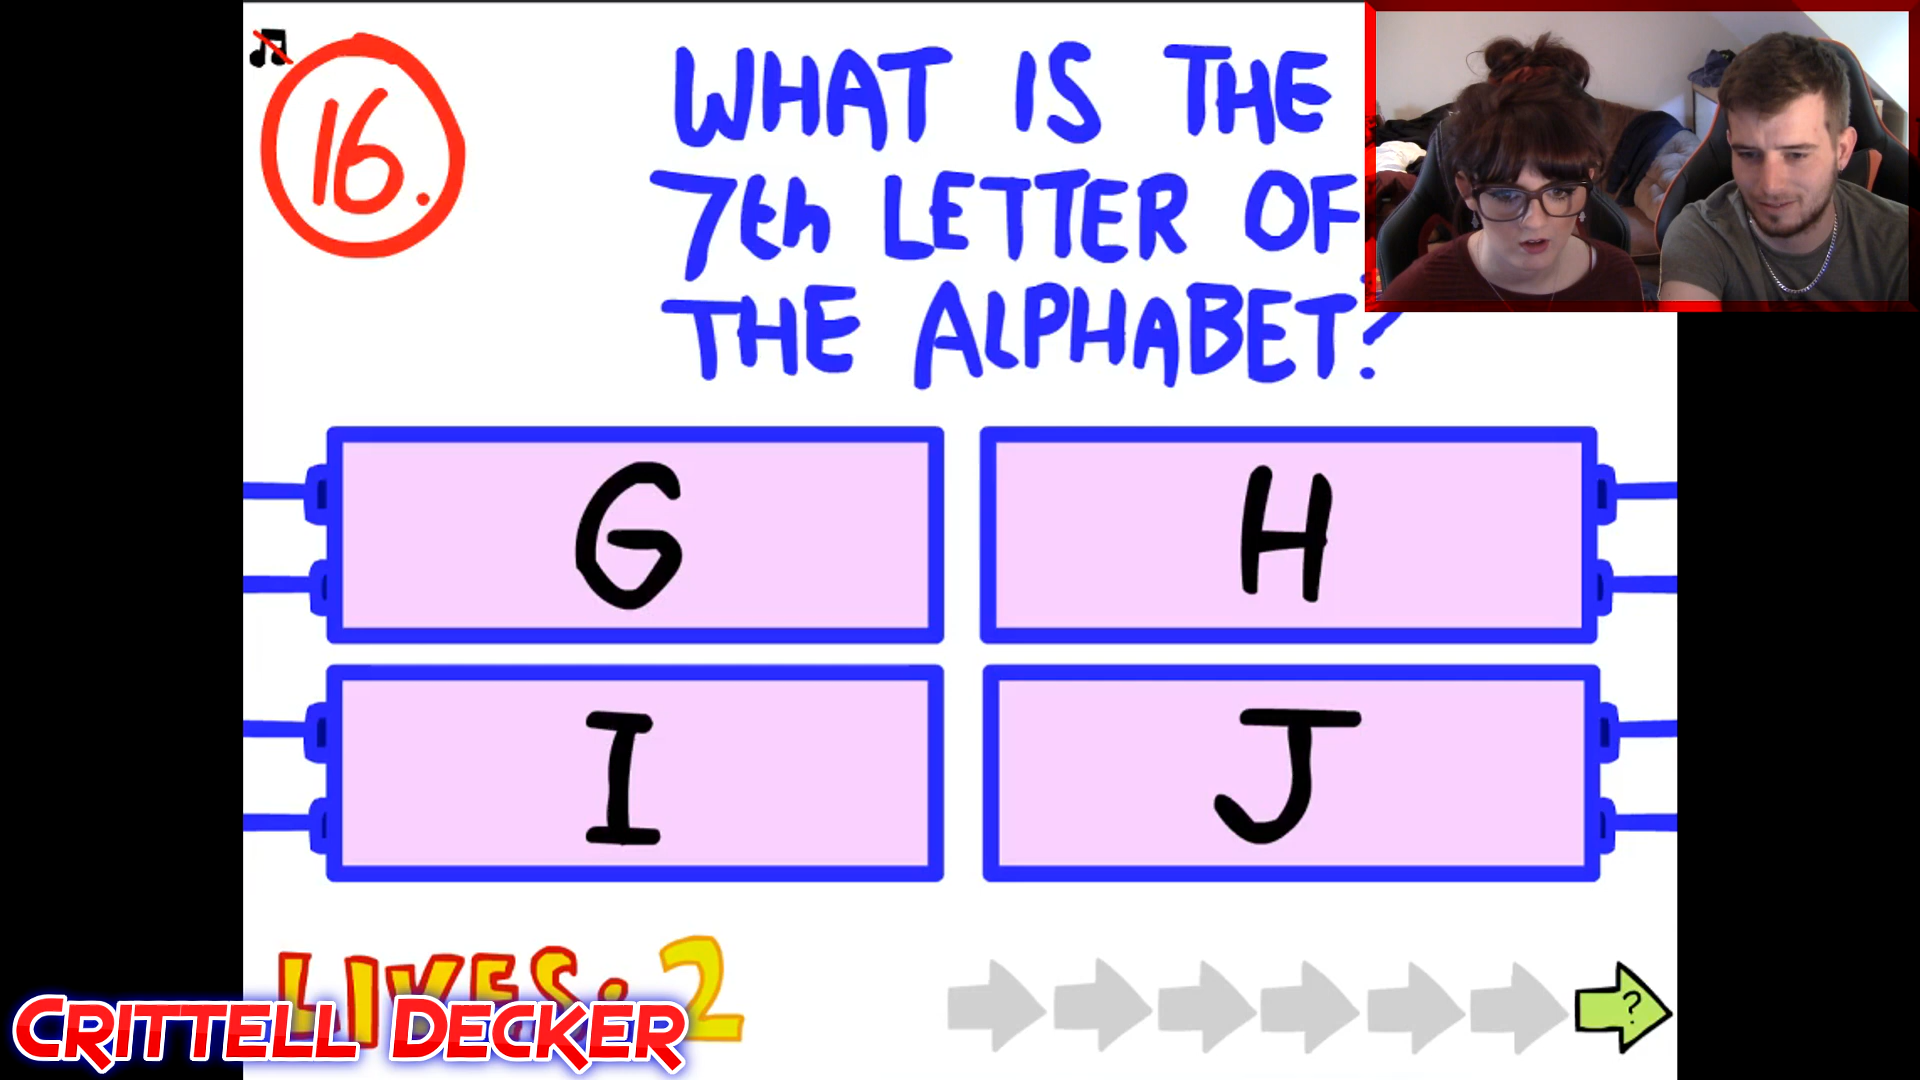 16.
WHAT IS THE
7th LETTER OF
THE ALPHABET?
G
H
I
J
LIVES: 2
?
CRITTELL DECKER